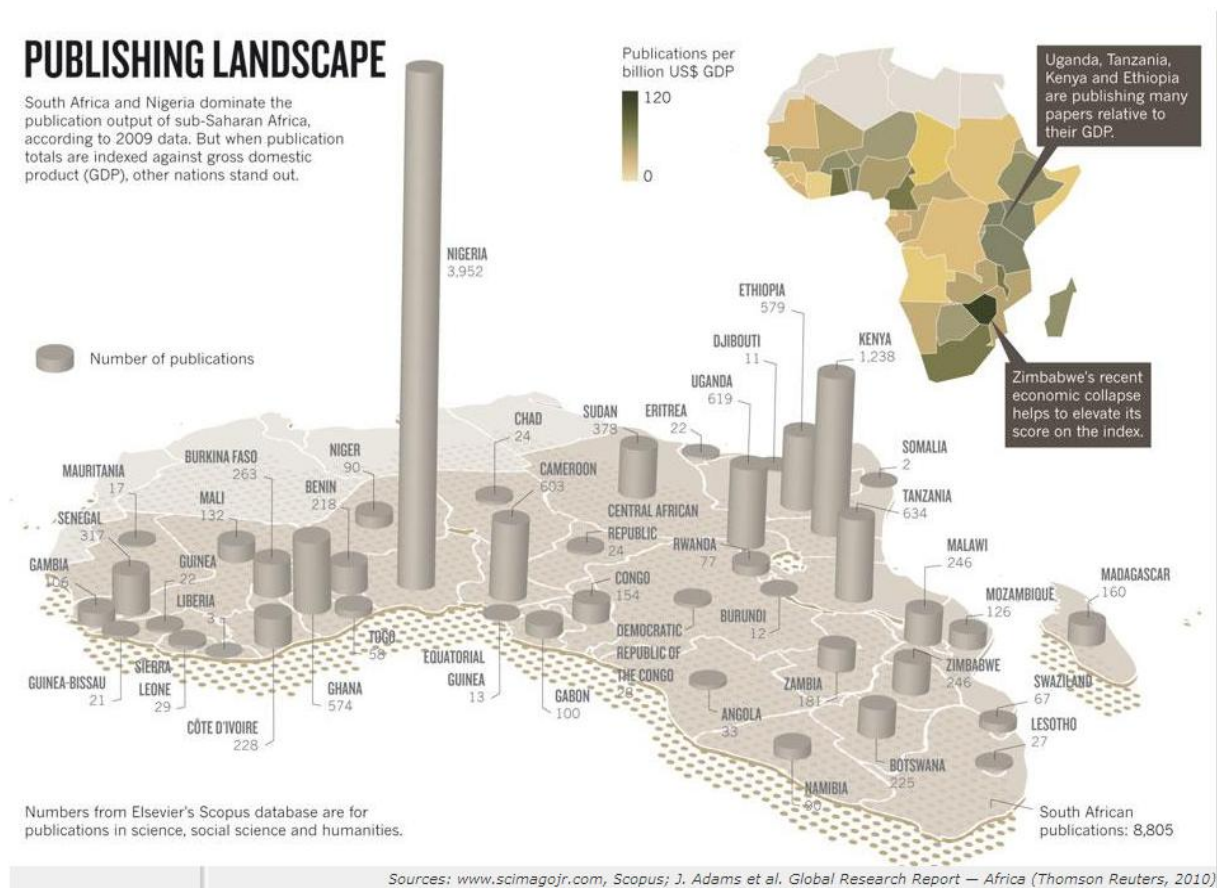 PUBLISHING LANDSCAPE
South Africa and Nigeria dominate the
publication output of sub-Saharan Africa,
according to 2009 data. But when publication
totals are indexed against gross domestic
product (GDP), other nations stand out.
Publications per
billion US$ GDP
120
0
Uganda, Tanzania,
Kenya and Ethiopia
are publishing many
papers relative to
their GDP.
Zimbabwe's recent
economic collapse
helps to elevate its
score on the index.
Number of publications
NIGERIA
3,952
ETHIOPIA
579
DJIBOUTI
11
KENYA
1,238
UGANDA
619
CHAD
24
SUDAN
378
ERITREA
22
SOMALIA
2
MAURITANIA
17
BURKINA FASO
263
NIGER
90
CAMEROON
603
TANZANIA
634
SENEGAL
317
MALI
132
BENIN
218
CENTRAL AFRICAN
REPUBLIC
24
RWANDA
77
MALAWI
246
GAMBIA
106
GUINEA
22
CONGO
154
MOZAMBIQUE
126
MADAGASCAR
160
LIBERIA
3
TOGO
58
DEMOCRATIC
REPUBLIC OF
THE CONGO
28
BURUNDI
12
GUINEA-BISSAU
21
SIERRA
LEONE
29
CÔTE D'IVOIRE
228
GHANA
574
EQUATORIAL
GUINEA
13
GABON
100
ANGOLA
33
ZAMBIA
181
ZIMBABWE
246
SWAZILAND
67
LESOTHO
27
BOTSWANA
225
NAMIBIA
90
South African
publications: 8,805
Numbers from Elsevier's Scopus database are for
publications in science, social science and humanities.
Sources: www.scimagojr.com, Scopus; J. Adams et al. Global Research Report — Africa (Thomson Reuters, 2010)